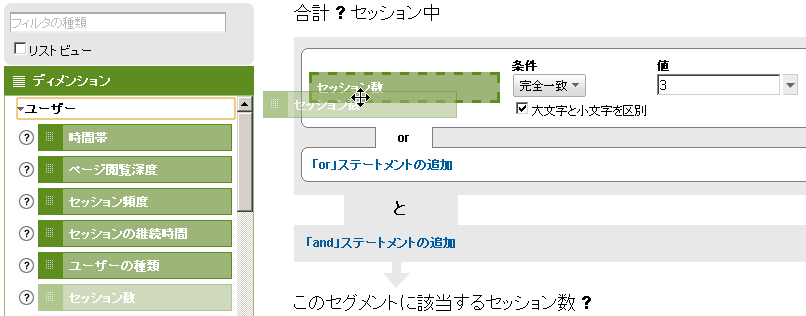 フィルタの種類
リスト ビュー
ディメンション
ユーザー
? 時間帯
? ページ閲覧深度
? セッション頻度
? セッションの継続時間
? ユーザーの種類
? セッション数
合計 ? セッション中
条件 値
セッション数 完全一致 3
セッション数
大文字と小文字を区別
or
「or」ステートメントの追加
と
「and」ステートメントの追加
このセグメントに該当するセッション数 ?